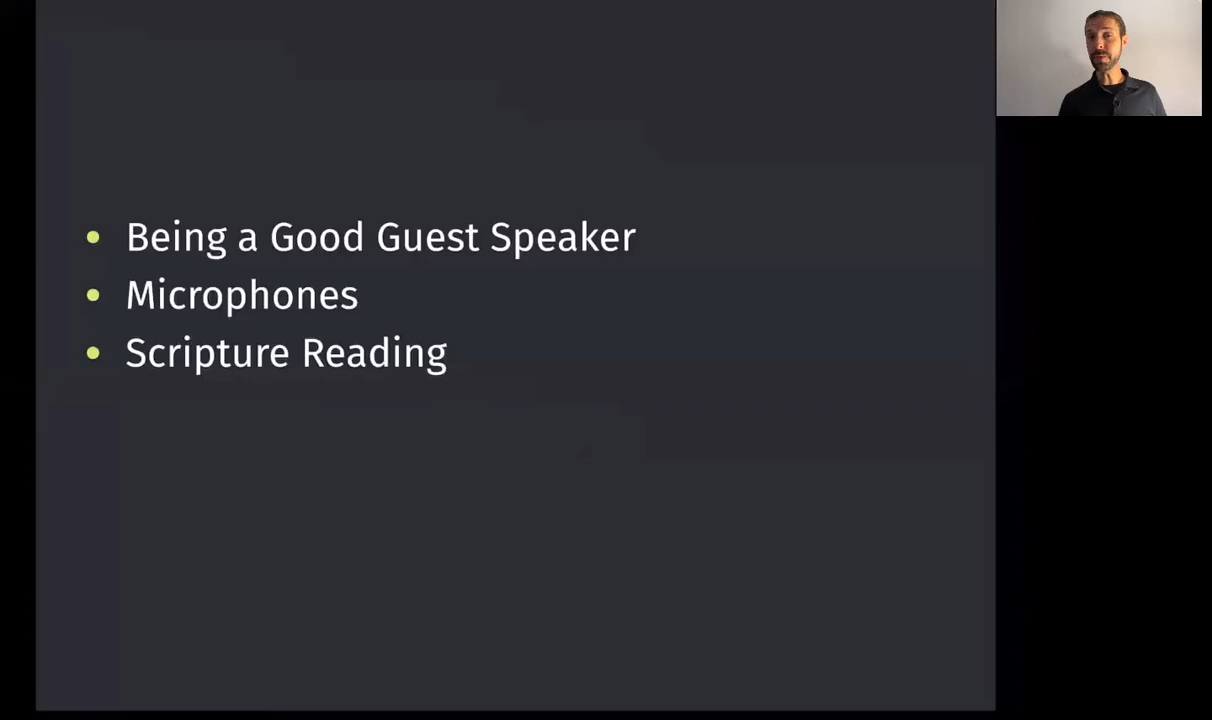 • Being a Good Guest Speaker
• Microphones
• Scripture Reading